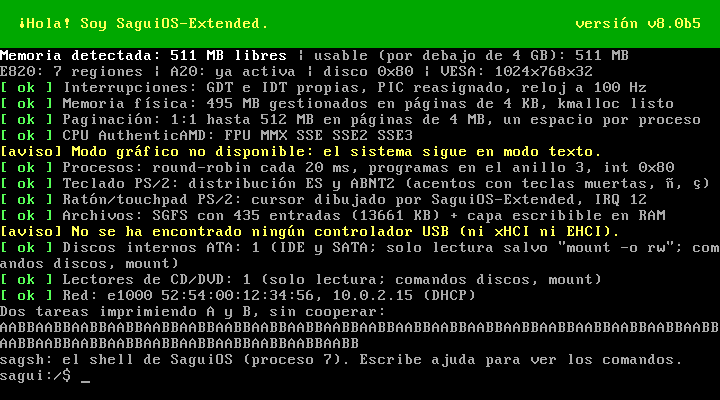 ¡Hola! Soy SaguiOS-Extended. versión v8.0b5
Memoria detectada: 511 MB libres | usable (por debajo de 4 GB): 511 MB
E820: 7 regiones | A20: ya activa | disco 0x80 | VESA: 1024x768x32
[ ok ] Interrupciones: GDT e IDT propias, PIC reasignado, reloj a 100 Hz
[ ok ] Memoria física: 495 MB gestionados en páginas de 4 KB, kmalloc listo
[ ok ] Paginación: 1:1 hasta 512 MB en páginas de 4 MB, un espacio por proceso
[ ok ] CPU AuthenticAMD: FPU MMX SSE SSE2 SSE3
[aviso] Modo gráfico no disponible: el sistema sigue en modo texto.
[ ok ] Procesos: round-robin cada 20 ms, programas en el anillo 3, int 0x80
[ ok ] Teclado PS/2: distribución ES y ABNT2 (acentos con teclas muertas, ñ, ç)
[ ok ] Ratón/touchpad PS/2: cursor dibujado por SaguiOS-Extended, IRQ 12
[ ok ] Archivos: SGFS con 435 entradas (13661 KB) + capa escribible en RAM
[aviso] No se ha encontrado ningún controlador USB (ni xHCI ni EHCI).
[ ok ] Discos internos ATA: 1 (IDE y SATA; solo lectura salvo "mount -o rw"; com
andos discos, mount)
[ ok ] Lectores de CD/DVD: 1 (solo lectura; comandos discos, mount)
[ ok ] Red: e1000 52:54:00:12:34:56, 10.0.2.15 (DHCP)
Dos tareas imprimiendo A y B, sin cooperar:
AABBAABBAABBAABBAABBAABBAABBAABBAABBAABBAABBAABBAABBAABBAABBAABBAABBAABBAABBAABB
AABBAABBAABBAABBAABBAABBAABBAABBAABBAABB
sagsh: el shell de SaguiOS (proceso 7). Escribe ajuda para ver los comandos.
sagui:/$ _